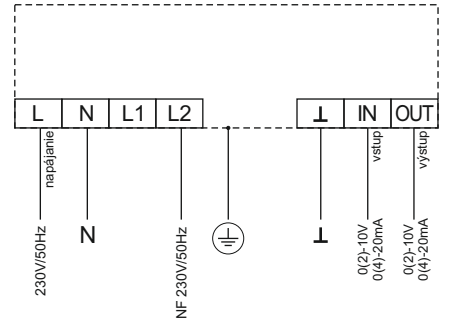 L N L1 L2 ⊥ IN OUT
napájanie
vstup
výstup
230V/50Hz
N
NF 230V/50Hz
⊥
0(2)-10V
0(4)-20mA
0(2)-10V
0(4)-20mA